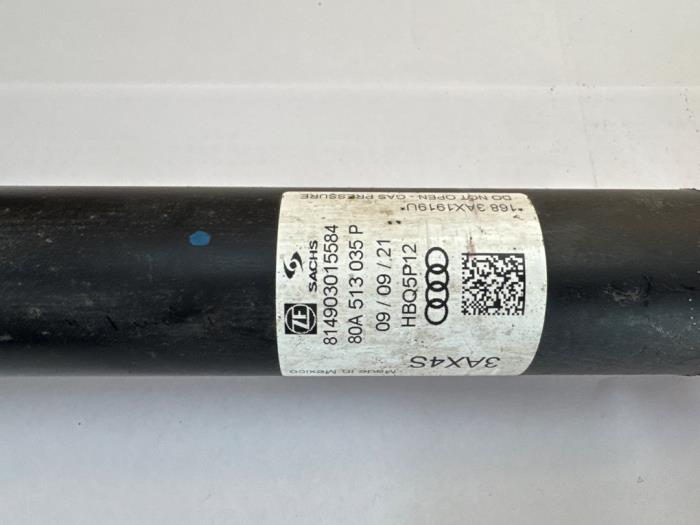 ZF SACHS
814903015584
80A 513 035 P
09 / 09 / 21
HBQ5P12
*168 3AX1919U*
DO NOT OPEN - GAS PRESSURE
3AX4S
Made in Mexico